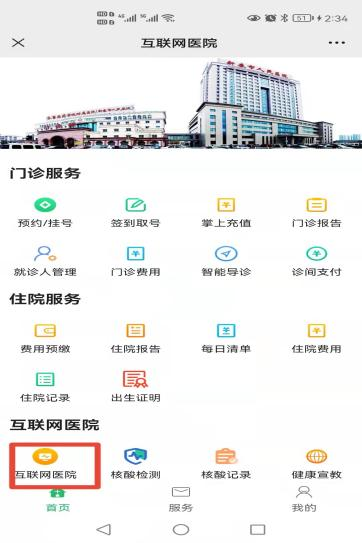 51 2:34
互联网医院
门诊服务
预约/挂号 签到取号 掌上充值 门诊报告
就诊人管理 门诊费用 智能导诊 诊间支付
住院服务
费用预缴 住院报告 每日清单 住院费用
住院记录 出生证明
互联网医院
互联网医院 核酸检测 核酸记录 健康宣教
首页 服务 我的